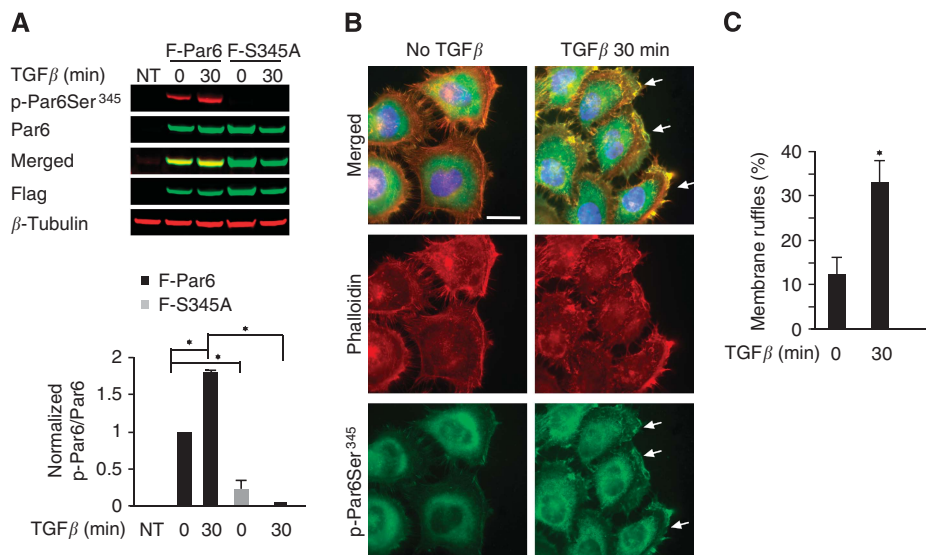 A
F-Par6 F-S345A
TGFβ (min) NT 0 30 0 30
p-Par6Ser³⁴⁵
Par6
Merged
Flag
β-Tubulin
F-Par6
F-S345A
* * *
2
1.5
1
0.5
0
Normalized
p-Par6/Par6
TGFβ (min) NT 0 30 0 30
B
No TGFβ TGFβ 30 min
Merged
Phalloidin
p-Par6Ser³⁴⁵
C
*
40
30
20
10
0
Membrane ruffles (%)
TGFβ (min) 0 30